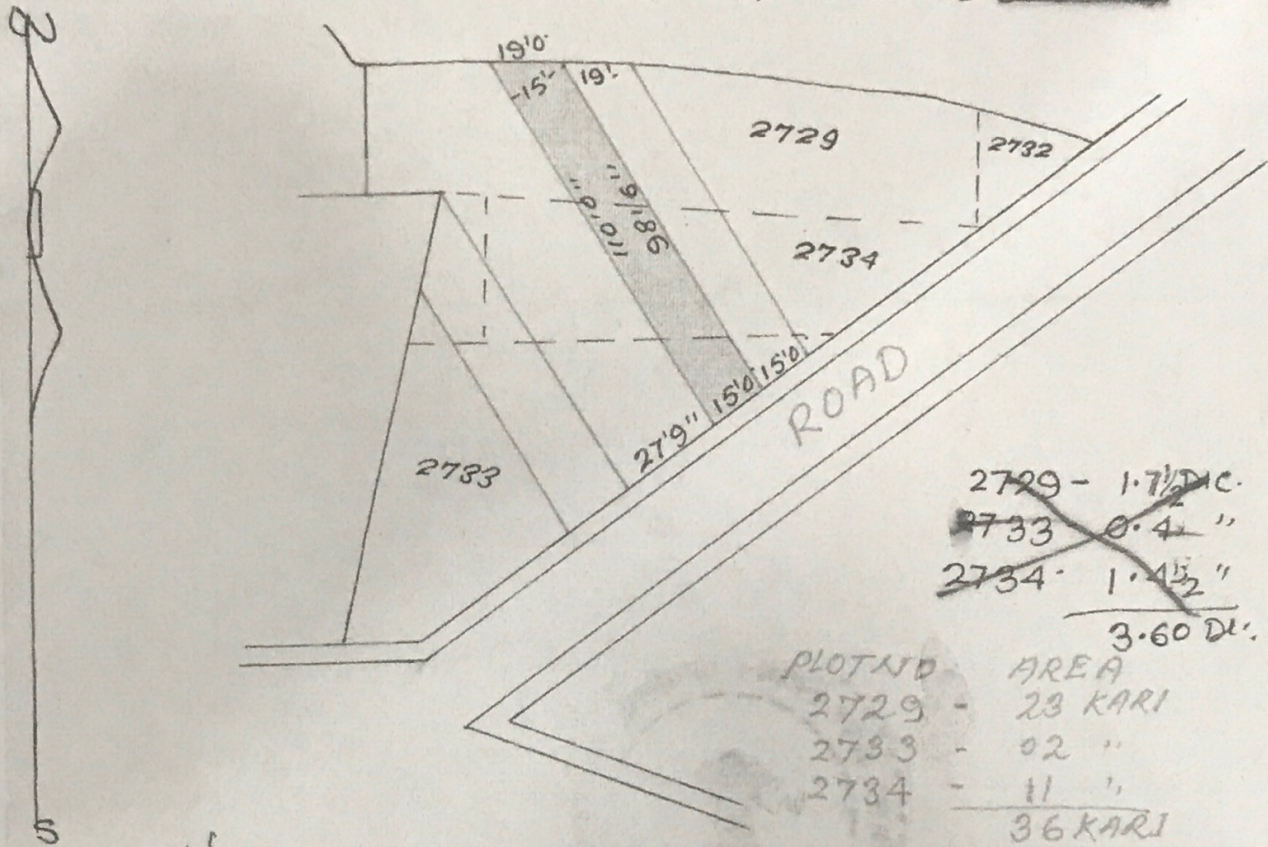 N
19'0"
-15'-
19'-
2729
2732
110'0"
98'6"
2734
15'0
15'0
27'9"
ROAD
2733
2729 - 1.7½ Dlc.
2733 0.4 "
2734 - 1.4½ "
3.60 Dl.
PLOT NO AREA
2729 - 23 KARI
2733 - 02 "
2734 - 11 "
36 KARI
S